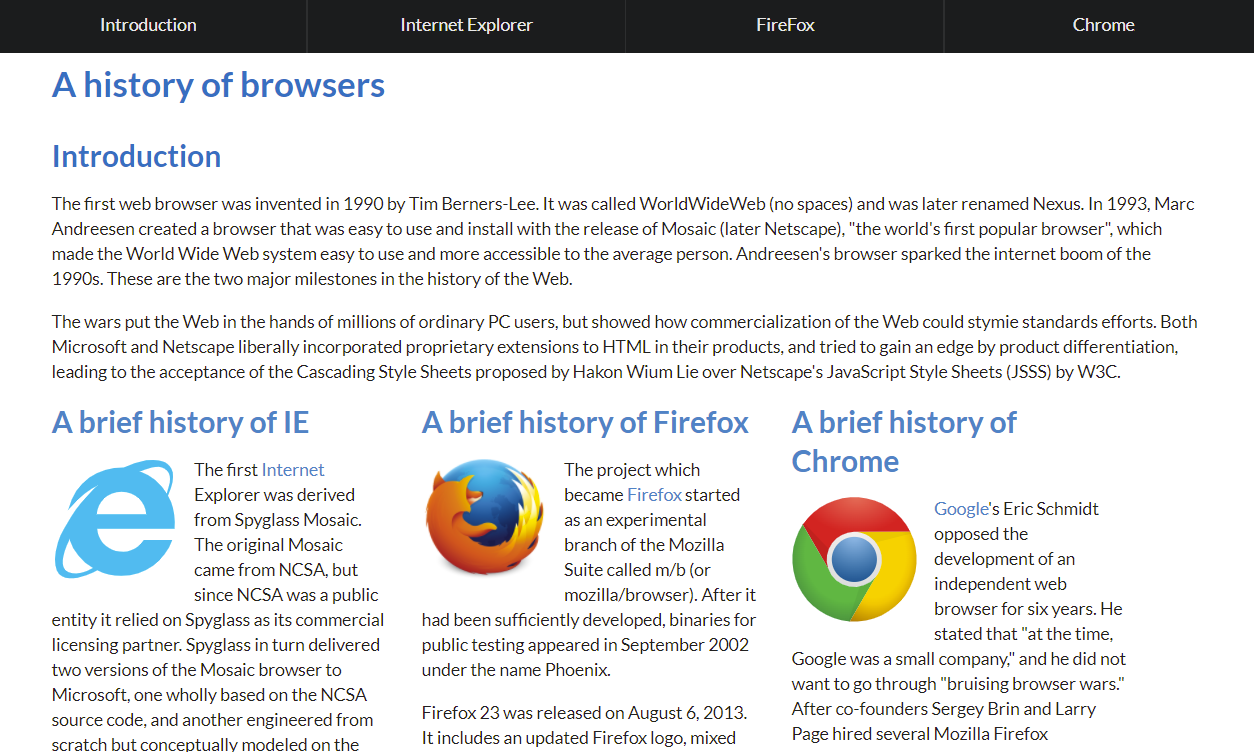 Introduction
Internet Explorer
FireFox
Chrome
A history of browsers
Introduction
The first web browser was invented in 1990 by Tim Berners-Lee. It was called WorldWideWeb (no spaces) and was later renamed Nexus. In 1993, Marc
Andreesen created a browser that was easy to use and install with the release of Mosaic (later Netscape), "the world's first popular browser", which
made the World Wide Web system easy to use and more accessible to the average person. Andreesen's browser sparked the internet boom of the
1990s. These are the two major milestones in the history of the Web.
The wars put the Web in the hands of millions of ordinary PC users, but showed how commercialization of the Web could stymie standards efforts. Both
Microsoft and Netscape liberally incorporated proprietary extensions to HTML in their products, and tried to gain an edge by product differentiation,
leading to the acceptance of the Cascading Style Sheets proposed by Hakon Wium Lie over Netscape's JavaScript Style Sheets (JSSS) by W3C.
A brief history of IE
The first Internet
Explorer was derived
from Spyglass Mosaic.
The original Mosaic
came from NCSA, but
since NCSA was a public
entity it relied on Spyglass as its commercial
licensing partner. Spyglass in turn delivered
two versions of the Mosaic browser to
Microsoft, one wholly based on the NCSA
source code, and another engineered from
scratch but conceptually modeled on the
A brief history of Firefox
The project which
became Firefox started
as an experimental
branch of the Mozilla
Suite called m/b (or
mozilla/browser). After it
had been sufficiently developed, binaries for
public testing appeared in September 2002
under the name Phoenix.
Firefox 23 was released on August 6, 2013.
It includes an updated Firefox logo, mixed
A brief history of
Chrome
Google's Eric Schmidt
opposed the
development of an
independent web
browser for six years. He
stated that "at the time,
Google was a small company," and he did not
want to go through "bruising browser wars."
After co-founders Sergey Brin and Larry
Page hired several Mozilla Firefox